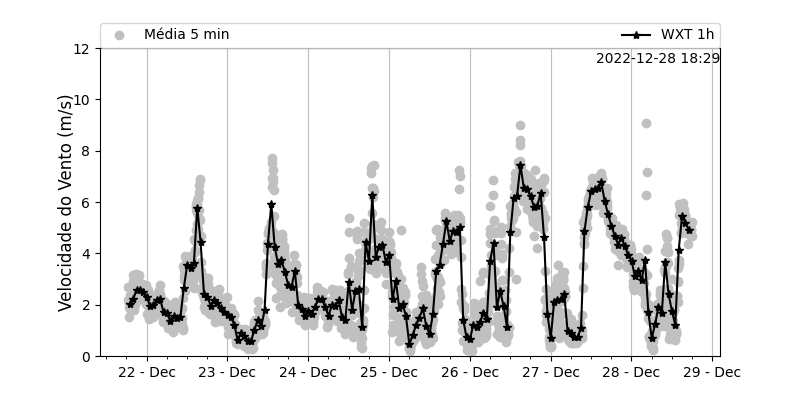 Média 5 min
WXT 1h
2022-12-28 18:29
Velocidade do Vento (m/s)
12
10
8
6
4
2
0
22 - Dec
23 - Dec
24 - Dec
25 - Dec
26 - Dec
27 - Dec
28 - Dec
29 - Dec